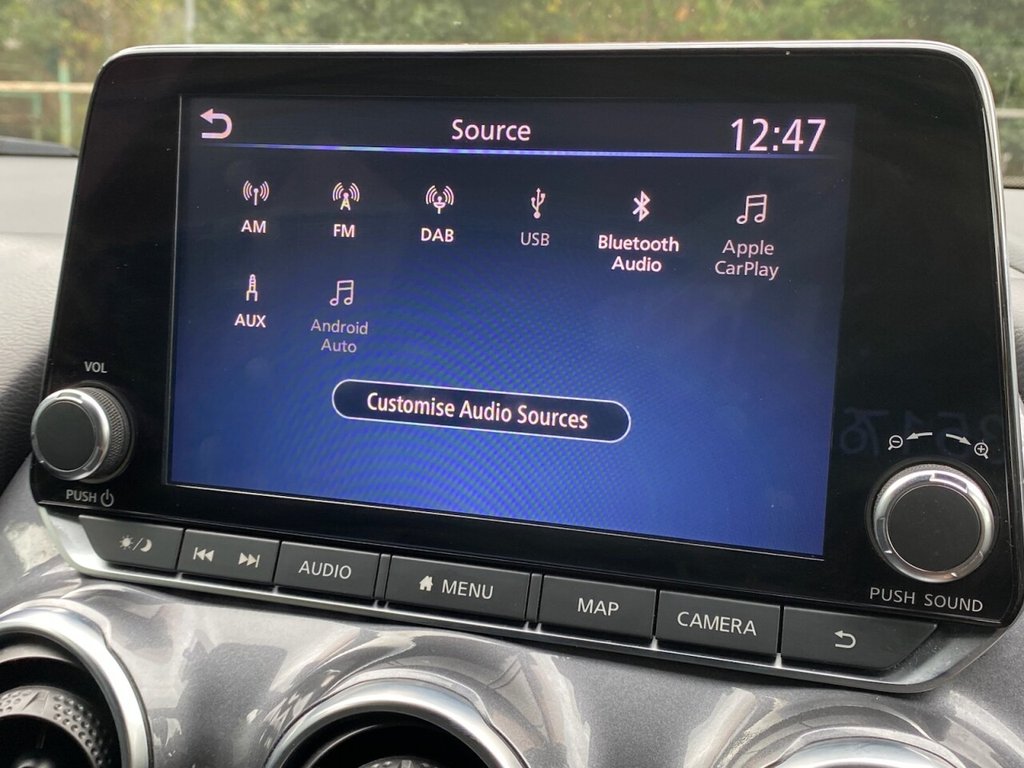 Source
12:47
AM
FM
DAB
USB
Bluetooth
Audio
Apple
CarPlay
AUX
Android
Auto
Customise Audio Sources
VOL
PUSH
AUDIO
MENU
MAP
CAMERA
PUSH SOUND